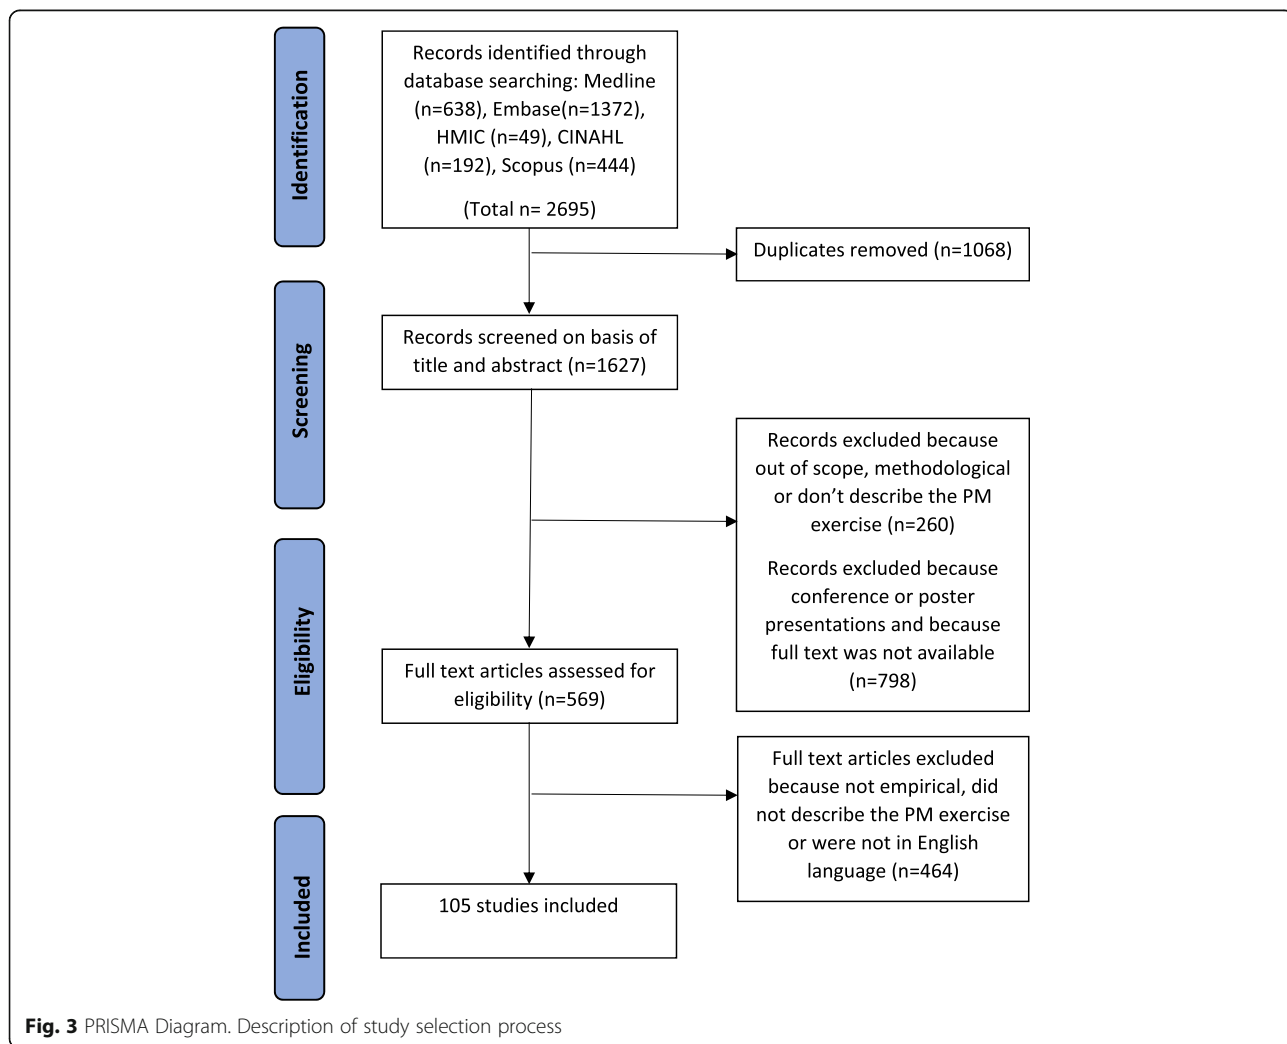 Identification
Records identified through
database searching: Medline
(n=638), Embase(n=1372),
HMIC (n=49), CINAHL
(n=192), Scopus (n=444)
(Total n= 2695)
Duplicates removed (n=1068)
Screening
Records screened on basis of
title and abstract (n=1627)
Records excluded because
out of scope, methodological
or don’t describe the PM
exercise (n=260)
Records excluded because
conference or poster
presentations and because
full text was not available
(n=798)
Eligibility
Full text articles assessed for
eligibility (n=569)
Full text articles excluded
because not empirical, did
not describe the PM exercise
or were not in English
language (n=464)
Included
105 studies included
Fig. 3 PRISMA Diagram. Description of study selection process